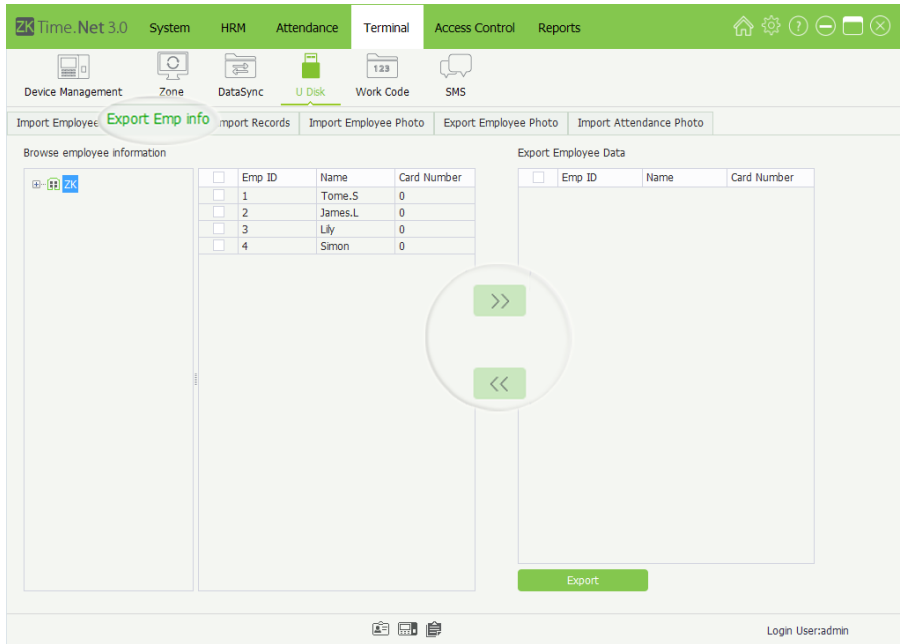 ZK Time.Net 3.0 System HRM Attendance Terminal Access Control Reports
Device Management Zone DataSync U Disk 123 Work Code SMS
Import Employee Export Emp info Import Records Import Employee Photo Export Employee Photo Import Attendance Photo
Browse employee information Export Employee Data
ZK
Emp ID Name Card Number Emp ID Name Card Number
1 Tome.S 0
2 James.L 0
3 Lily 0
4 Simon 0
>>
<<
Export
Login User:admin